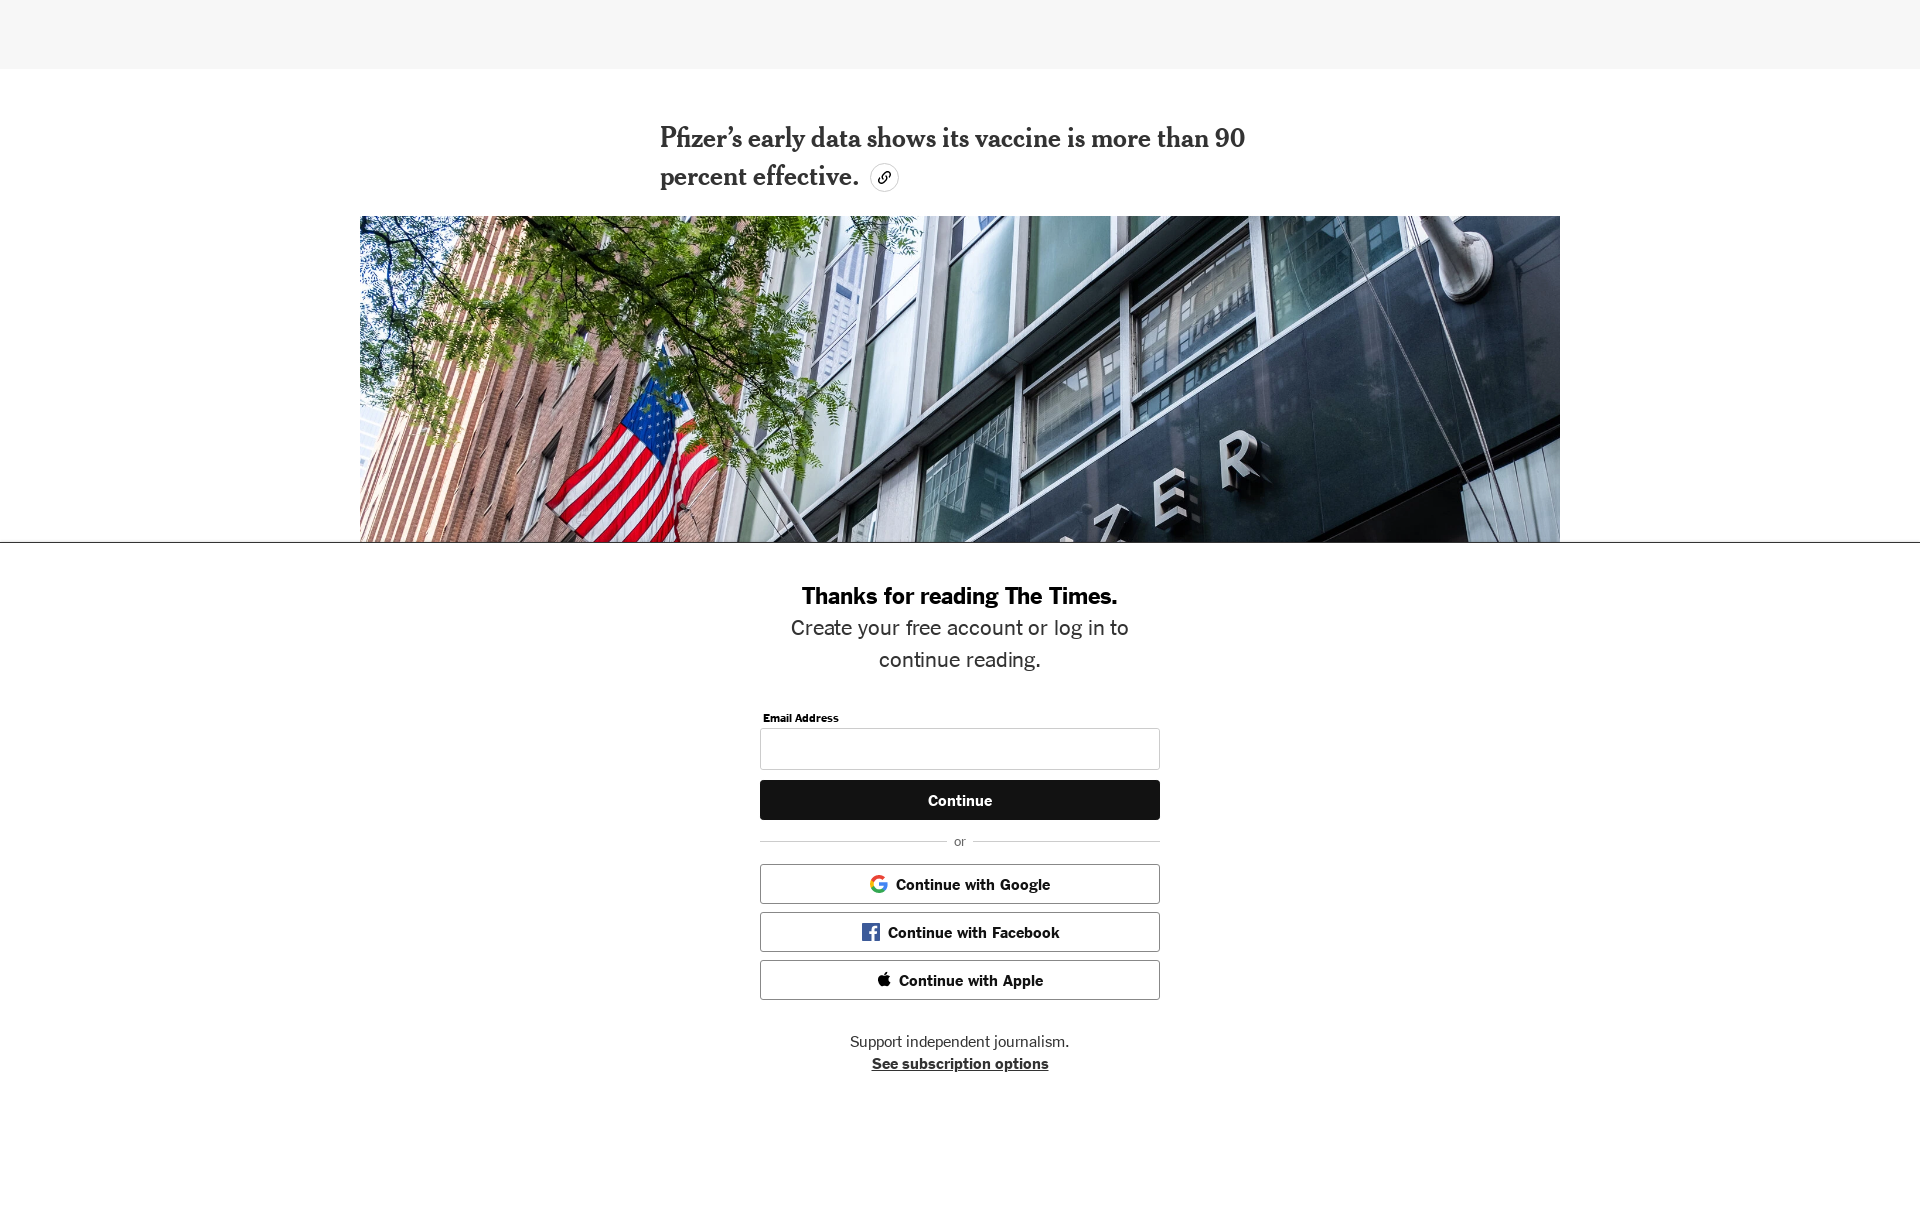 Pfizer’s early data shows its vaccine is more than 90
percent effective.
ZER
Thanks for reading The Times.
Create your free account or log in to
continue reading.
Email Address
Continue
or
Continue with Google
Continue with Facebook
Continue with Apple
Support independent journalism.
See subscription options